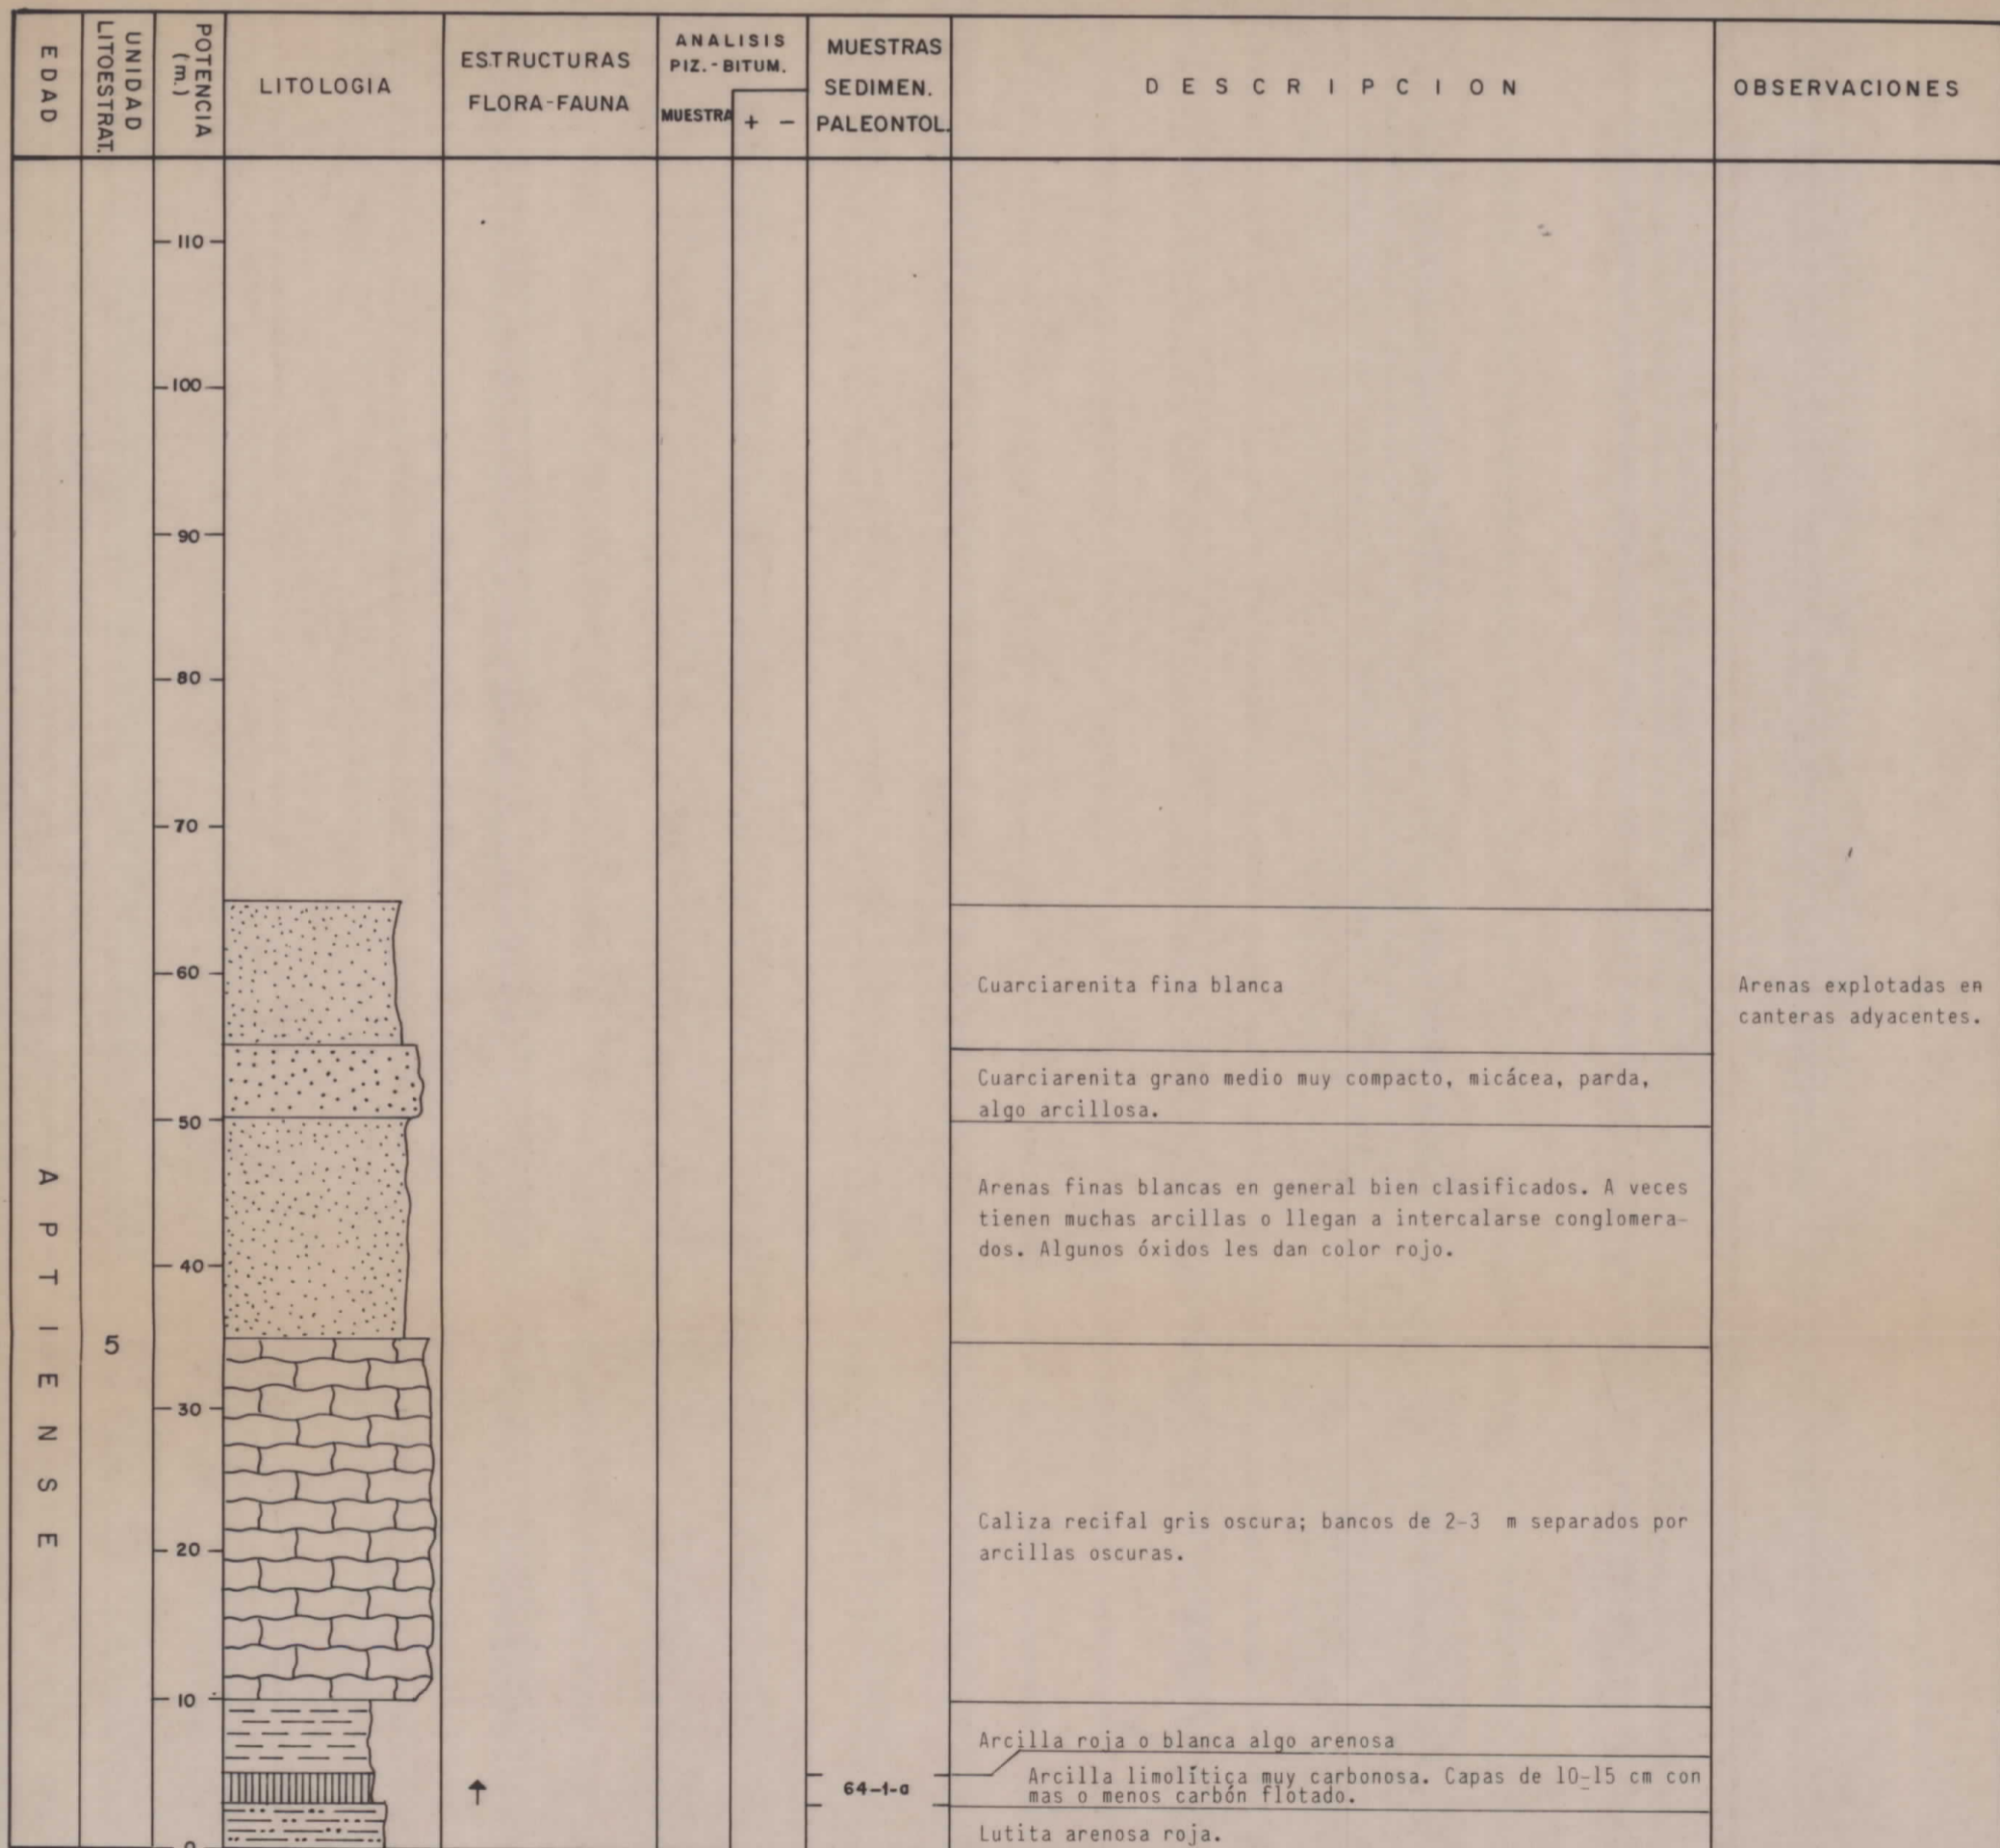 EDAD
UNIDAD
LITOESTRAT.
POTENCIA
(m.)
LITOLOGIA
ESTRUCTURAS
FLORA-FAUNA
ANALISIS
PIZ.-BITUM.
MUESTRA
+ -
MUESTRAS
SEDIMEN.
PALEONTOL.
DESCRIPCION
OBSERVACIONES
110
100
90
80
70
60
50
40
30
20
10
0
APTIENSE
5
64-1-a
Cuarciarenita fina blanca
Cuarciarenita grano medio muy compacto, micácea, parda,
algo arcillosa.
Arenas finas blancas en general bien clasificados. A veces
tienen muchas arcillas o llegan a intercalarse conglomera-
dos. Algunos óxidos les dan color rojo.
Caliza recifal gris oscura; bancos de 2-3 m separados por
arcillas oscuras.
Arcilla roja o blanca algo arenosa
Arcilla limolítica muy carbonosa. Capas de 10-15 cm con
mas o menos carbón flotado.
Lutita arenosa roja.
Arenas explotadas en
canteras adyacentes.